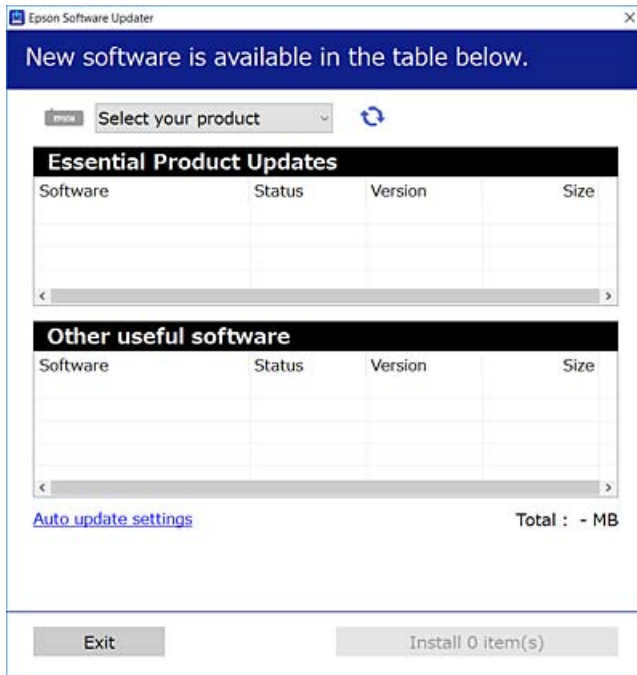 Epson Software Updater
New software is available in the table below.
EPSON Select your product
Essential Product Updates
Software Status Version Size
Other useful software
Software Status Version Size
Auto update settings Total : - MB
Exit Install 0 item(s)